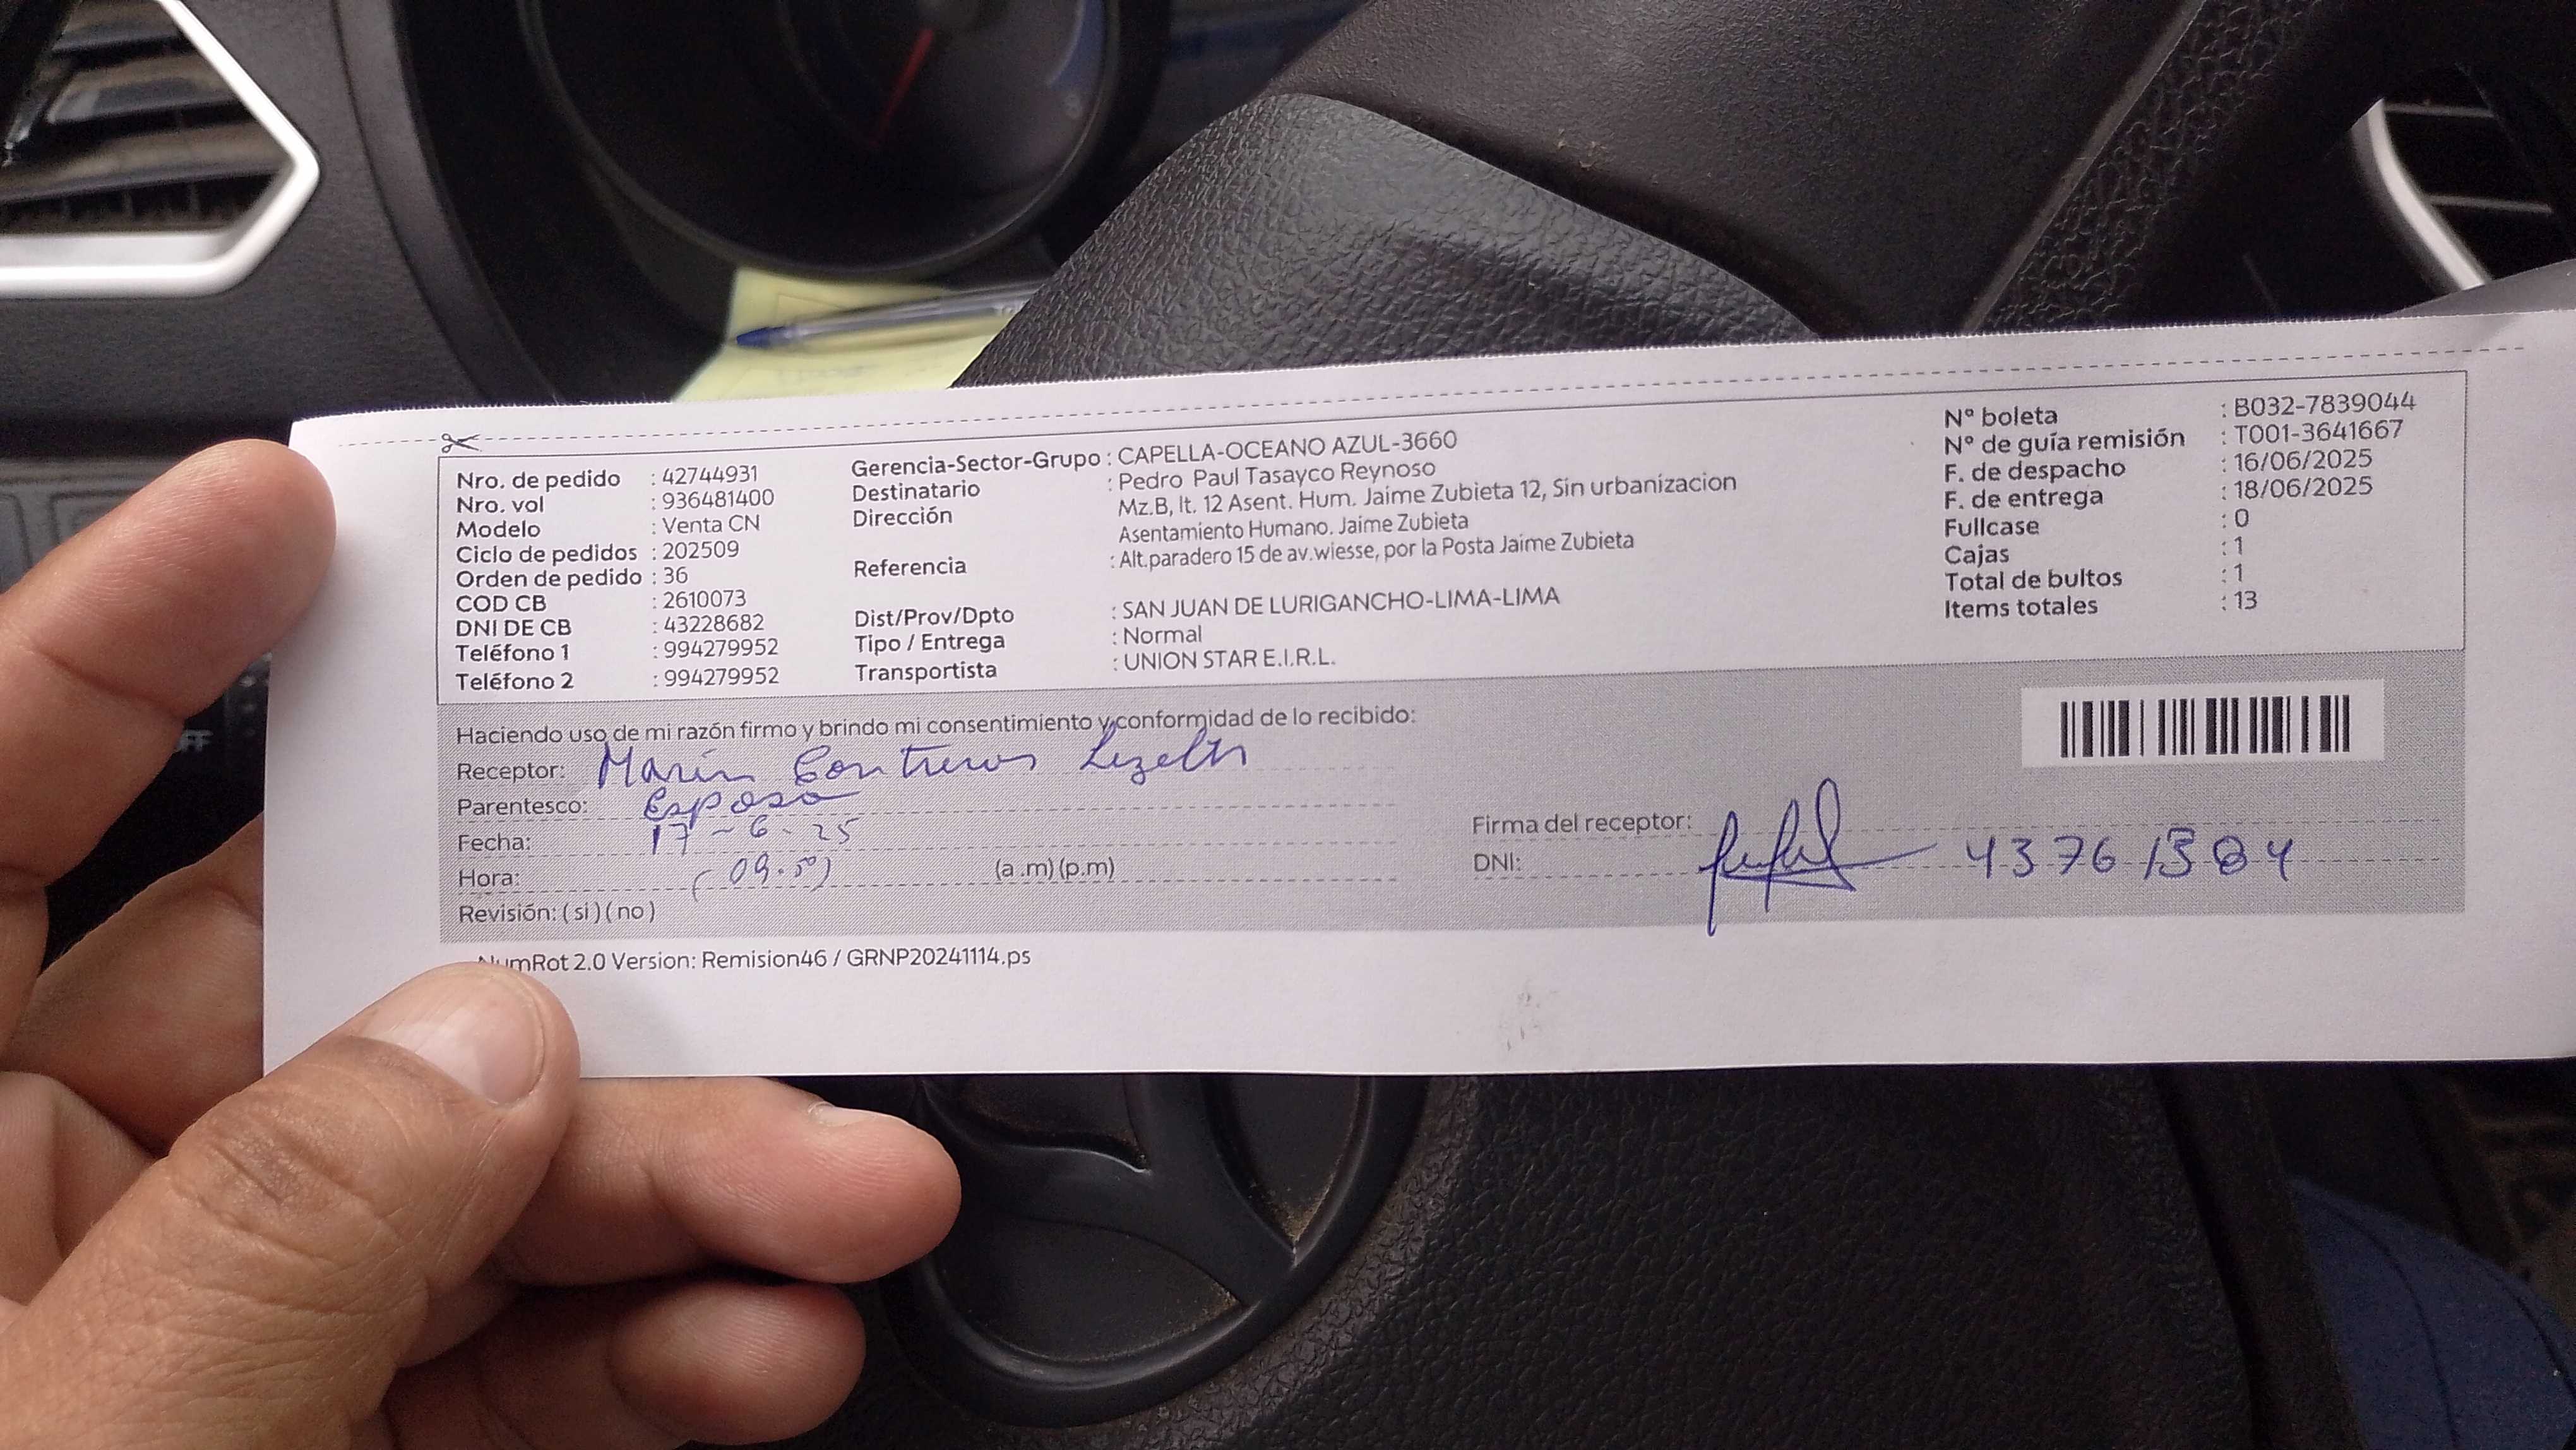 Nro. de pedido : 42744931
Nro. vol : 936481400
Modelo : Venta CN
Ciclo de pedidos : 202509
Orden de pedido : 36
COD CB : 2610073
DNI DE CB : 43228682
Teléfono 1 : 994279952
Teléfono 2 : 994279952
Gerencia-Sector-Grupo : CAPELLA-OCEANO AZUL-3660
Destinatario : Pedro Paul Tasayco Reynoso
Dirección Mz.B, lt. 12 Asent. Hum. Jaime Zubieta 12, Sin urbanizacion
Asentamiento Humano. Jaime Zubieta
Referencia : Alt.paradero 15 de av.wiesse, por la Posta Jaime Zubieta
Dist/Prov/Dpto : SAN JUAN DE LURIGANCHO-LIMA-LIMA
Tipo / Entrega : Normal
Transportista : UNION STAR E.I.R.L.
N° boleta : B032-7839044
N° de guía remisión : T001-3641667
F. de despacho : 16/06/2025
F. de entrega : 18/06/2025
Fullcase : 0
Cajas : 1
Total de bultos : 1
Items totales : 13
Haciendo uso de mi razón firmo y brindo mi consentimiento y conformidad de lo recibido:
Receptor: Marin Contreras Lizeth
Parentesco: Esposa
Fecha: 17-6-25
Hora: (09.50) (a.m)(p.m)
Revisión: (si)(no)
Firma del receptor:
DNI: 43761384
NumRot 2.0 Version: Remision46 / GRNP20241114.ps